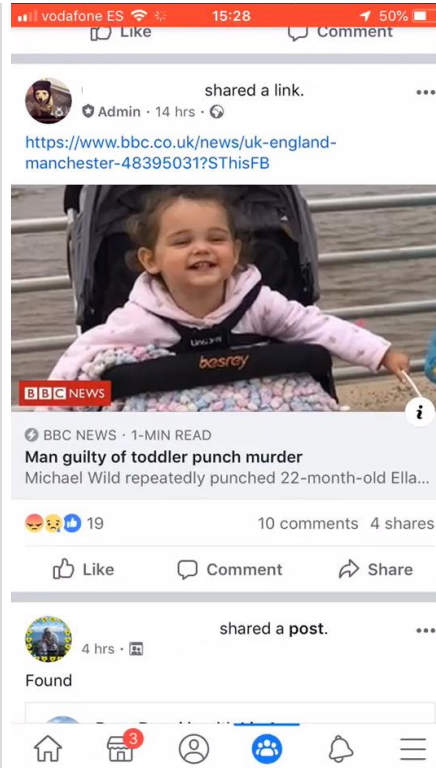 vodafone ES 15:28 50%
Like Comment
shared a link.
Admin · 14 hrs ·
https://www.bbc.co.uk/news/uk-england-
manchester-48395031?SThisFB
besrey
BBC NEWS
i
BBC NEWS · 1-MIN READ
Man guilty of toddler punch murder
Michael Wild repeatedly punched 22-month-old Ella...
19 10 comments 4 shares
Like Comment Share
shared a post.
4 hrs ·
Found
3